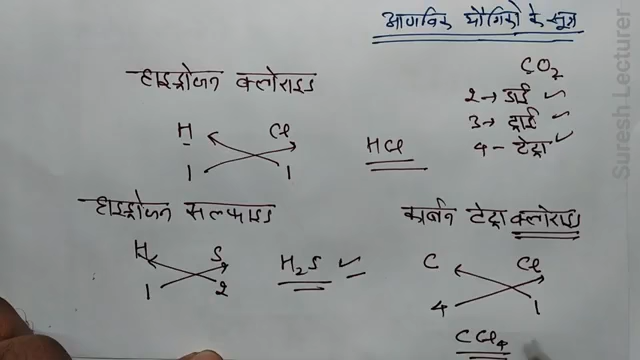 आणविक यौगिको के सूत्र
हाइड्रोजन क्लोराइड
H Cl
1 1
HCl
CO2
2 → डाई ✓
3 → ट्राई ✓
4 - टेट्रा ✓
हाइड्रोजन सल्फाइड
H S
1 2
H2S ✓
कार्बन टेट्रा क्लोराइड
C Cl
4 1
CCl4
Suresh Lecturer